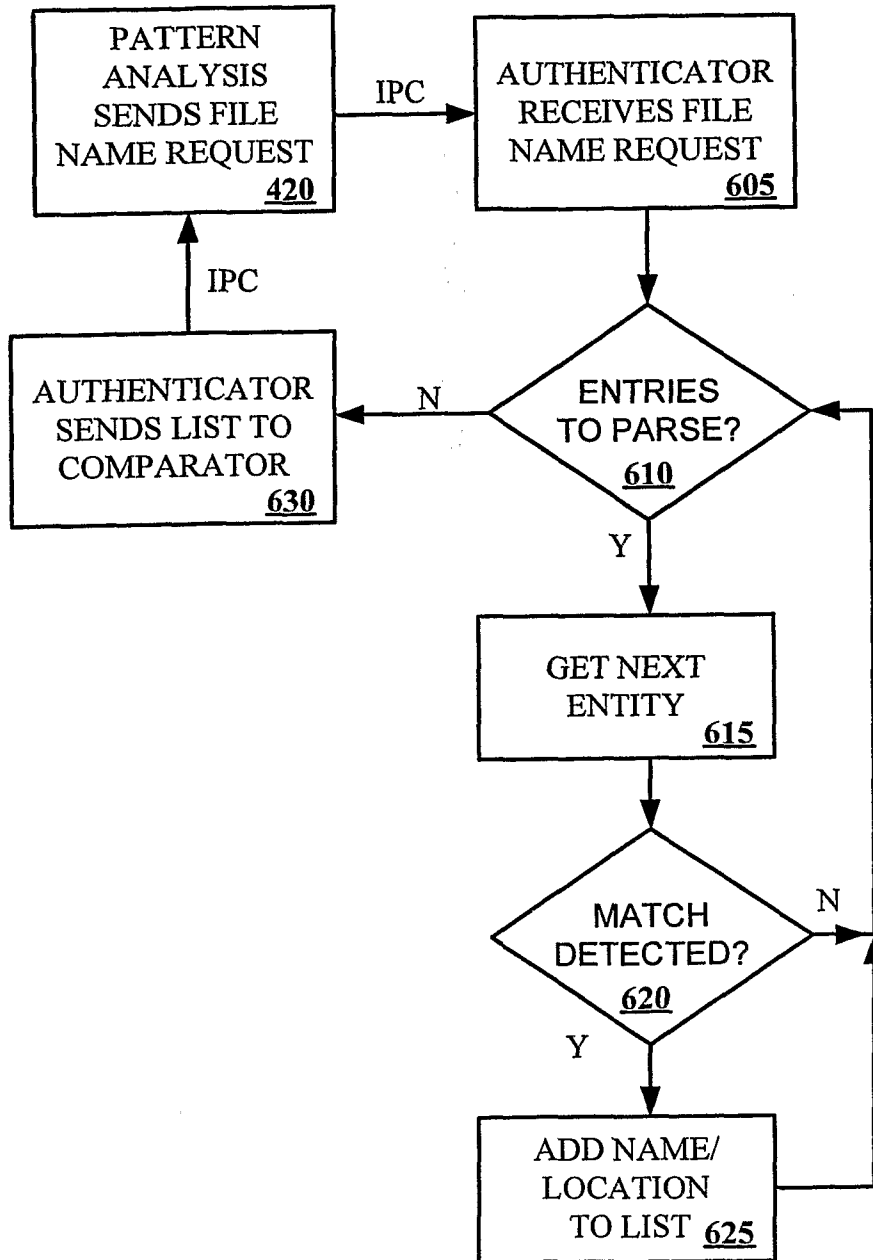 PATTERN
ANALYSIS
SENDS FILE
NAME REQUEST
420
IPC
AUTHENTICATOR
RECEIVES FILE
NAME REQUEST
605
IPC
AUTHENTICATOR
SENDS LIST TO
COMPARATOR
630
N
ENTRIES
TO PARSE?
610
Y
GET NEXT
ENTITY
615
MATCH
DETECTED?
620
N
Y
ADD NAME/
LOCATION
TO LIST
625